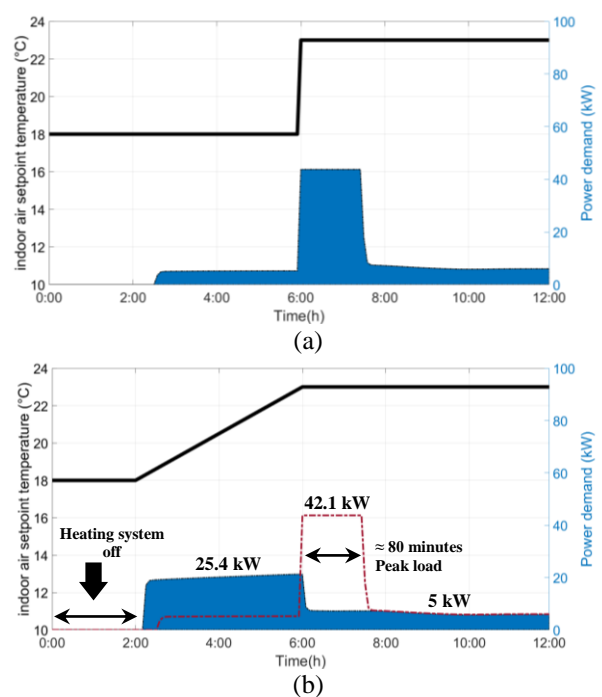 24
22
20
18
16
14
12
10
indoor air setpoint temperature (°C)
100
80
60
40
20
0
Power demand (kW)
0:00 2:00 4:00 6:00 8:00 10:00 12:00
Time(h)
(a)
24
22
20
18
16
14
12
10
indoor air setpoint temperature (°C)
100
80
60
40
20
0
Power demand (kW)
42.1 kW
Heating system
off
25.4 kW
≈ 80 minutes
Peak load
5 kW
0:00 2:00 4:00 6:00 8:00 10:00 12:00
Time(h)
(b)